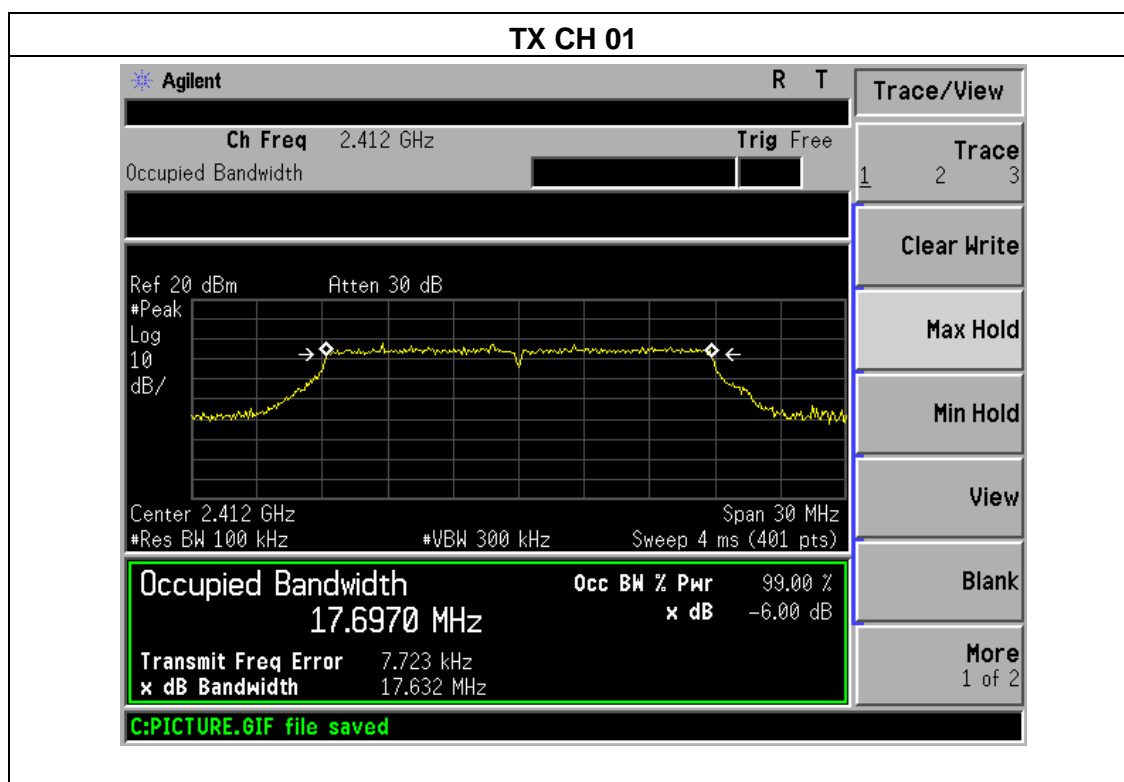 TX CH 01
Agilent R T
Ch Freq 2.412 GHz Trig Free
Occupied Bandwidth
Ref 20 dBm Atten 30 dB
#Peak
Log
10
dB/
Center 2.412 GHz Span 30 MHz
#Res BW 100 kHz #VBW 300 kHz Sweep 4 ms (401 pts)
Occupied Bandwidth Occ BW % Pwr 99.00 %
17.6970 MHz x dB -6.00 dB
Transmit Freq Error 7.723 kHz
x dB Bandwidth 17.632 MHz
C:PICTURE.GIF file saved
Trace/View
Trace
1 2 3
Clear Write
Max Hold
Min Hold
View
Blank
More
1 of 2